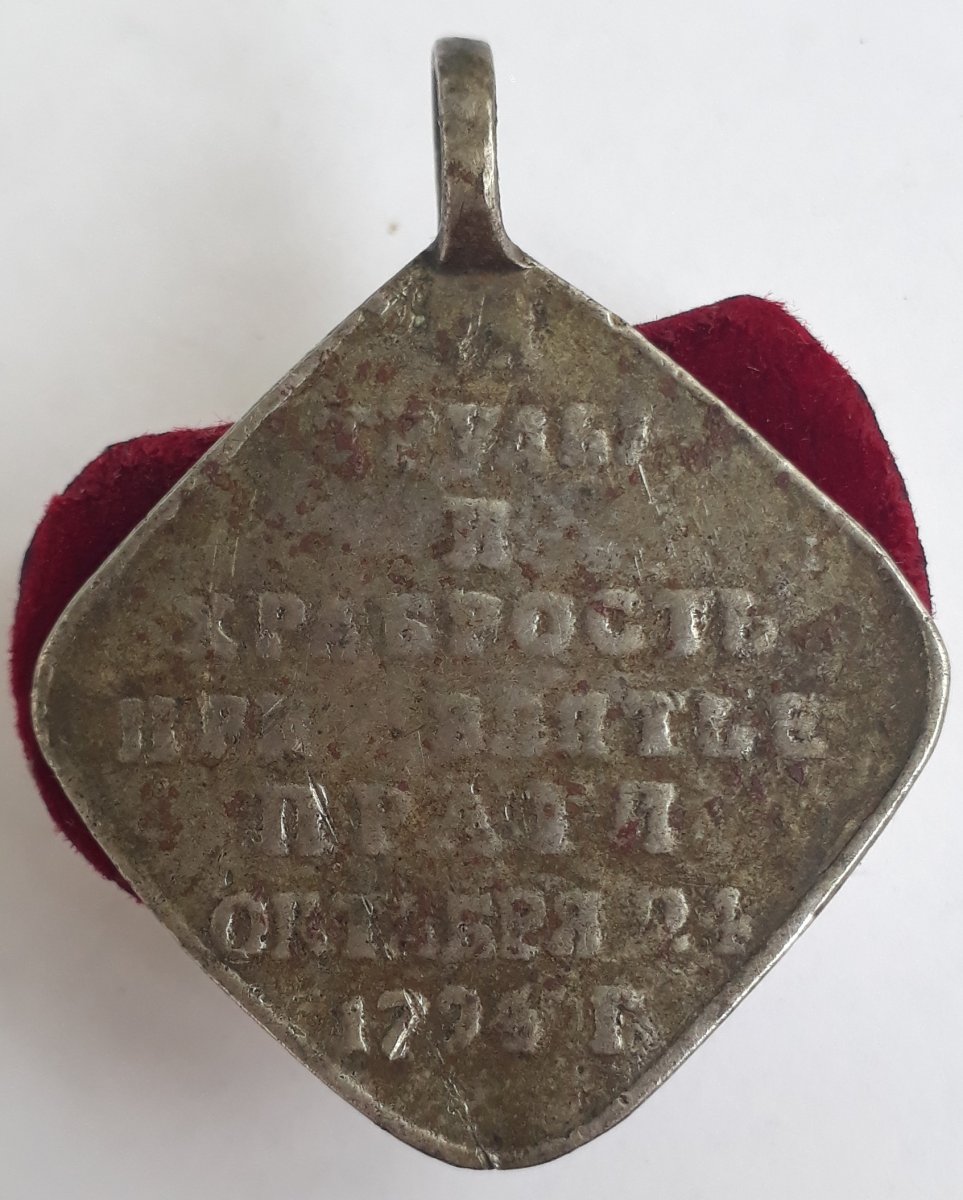 ТРУДЫ
И
ХРАБРОСТЬ
ПРИ ВЗЯТЬЕ
ПРАГИ
ОКТЯБРЯ 24
1794 Г